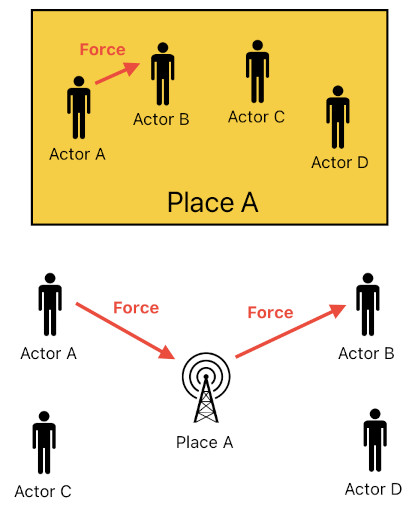 Force
Actor A
Actor B
Actor C
Actor D
Place A
Force
Force
Actor A
Actor B
Place A
Actor C
Actor D